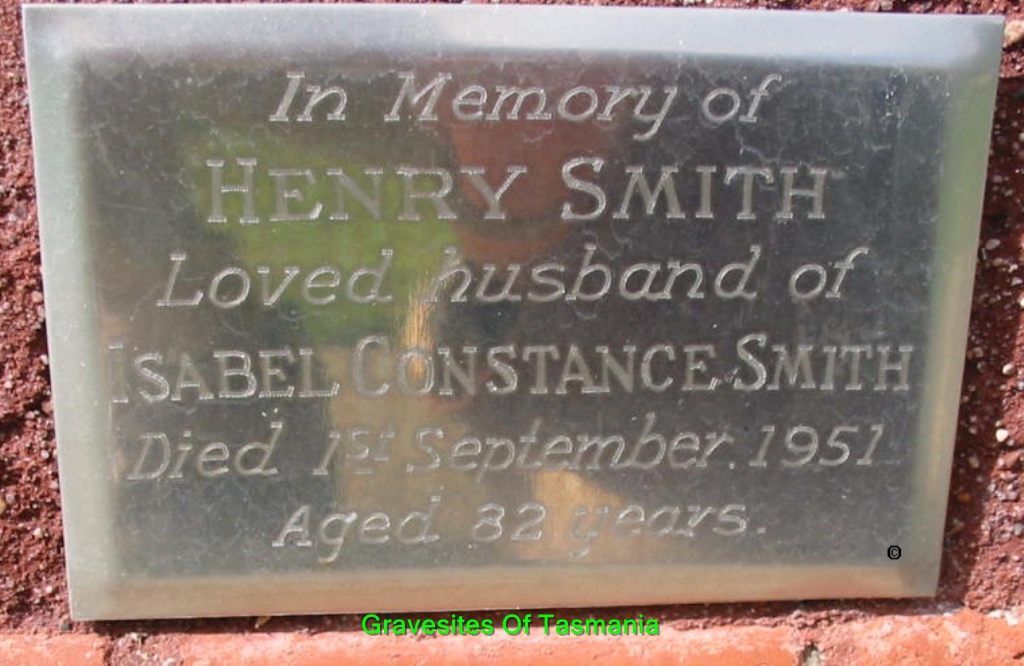 In Memory of
HENRY SMITH
Loved husband of
ISABEL CONSTANCE SMITH
Died 1st September. 1951
Aged 82 years.
©
Gravesites Of Tasmania